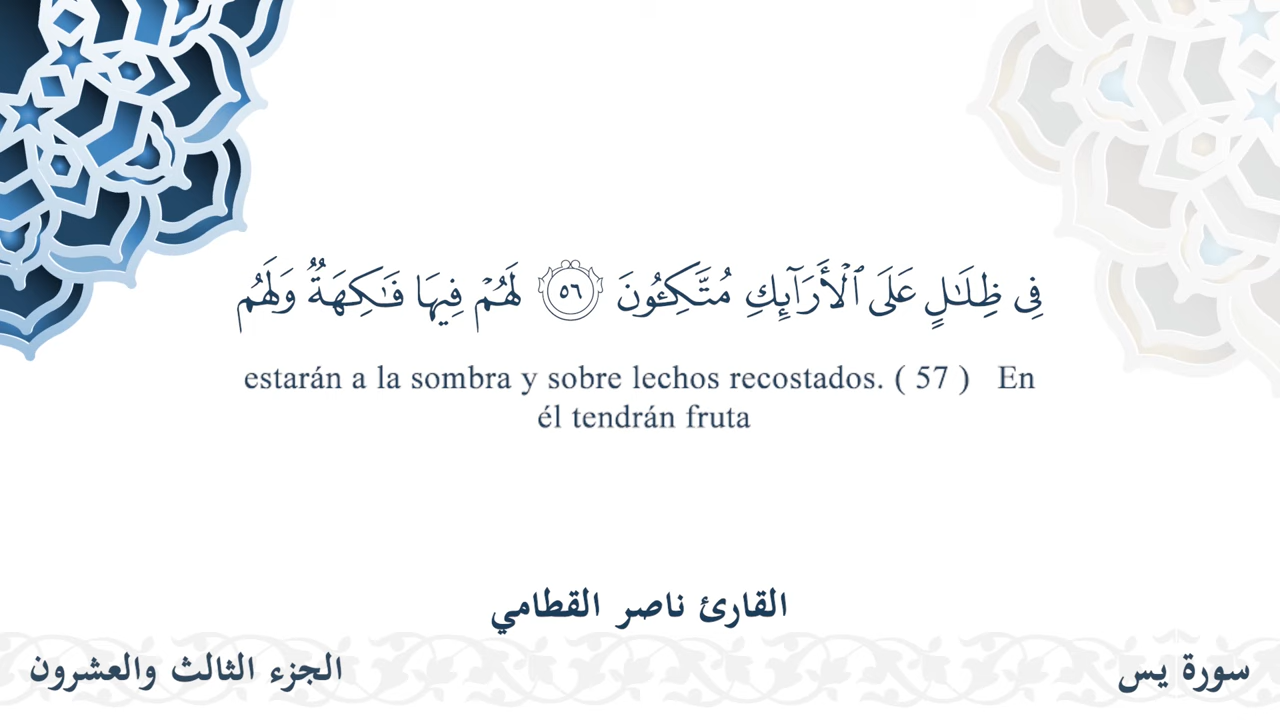 فِى ظِلَـٰلٍ عَلَى ٱلْأَرَآئِكِ مُتَّكِـُٔونَ ٥٦ لَهُمْ فِيهَا فَـٰكِهَةٌ وَلَهُم
estarán a la sombra y sobre lechos recostados. ( 57 ) En
él tendrán fruta
القارئ ناصر القطامي
سورة يس
الجزء الثالث والعشرون